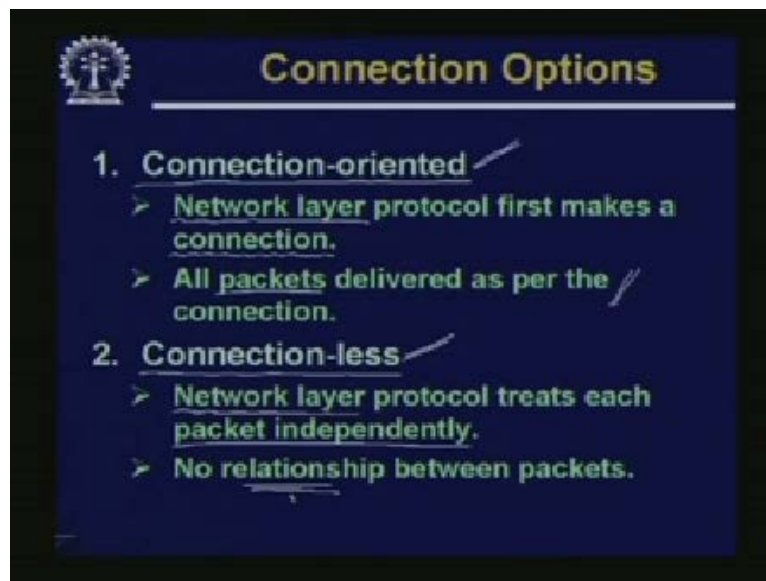 Connection Options
1. Connection-oriented
➢ Network layer protocol first makes a
connection.
➢ All packets delivered as per the
connection.
2. Connection-less
➢ Network layer protocol treats each
packet independently.
➢ No relationship between packets.